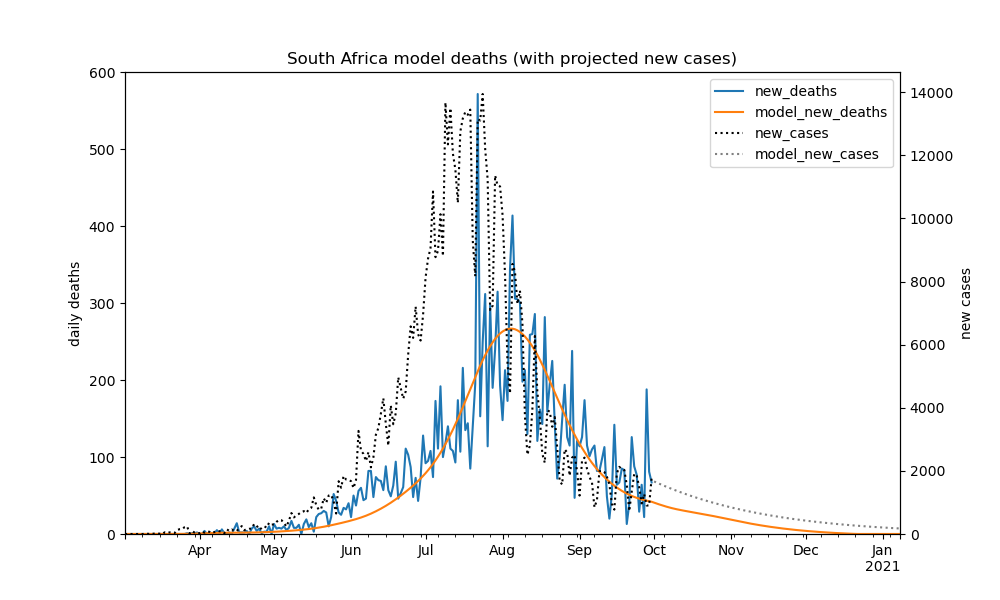 South Africa model deaths (with projected new cases)
600
500
400
300
200
100
0
daily deaths
new_deaths
model_new_deaths
new_cases
model_new_cases
14000
12000
10000
8000
6000
4000
2000
0
new cases
Apr May Jun Jul Aug Sep Oct Nov Dec Jan
2021